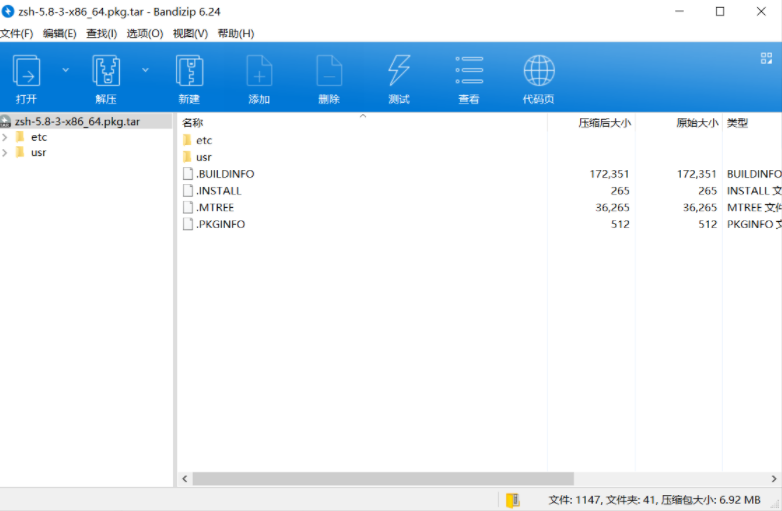 zsh-5.8-3-x86_64.pkg.tar - Bandizip 6.24
文件(F) 编辑(E) 查找(I) 选项(O) 视图(V) 帮助(H)
打开 解压 新建 添加 删除 测试 查看 代码页
zsh-5.8-3-x86_64.pkg.tar
etc
usr
名称 压缩后大小 原始大小 类型
etc
usr
.BUILDINFO 172,351 172,351 BUILDINFO
.INSTALL 265 265 INSTALL 文
.MTREE 36,265 36,265 MTREE 文件
.PKGINFO 512 512 PKGINFO 文
文件: 1147, 文件夹: 41, 压缩包大小: 6.92 MB